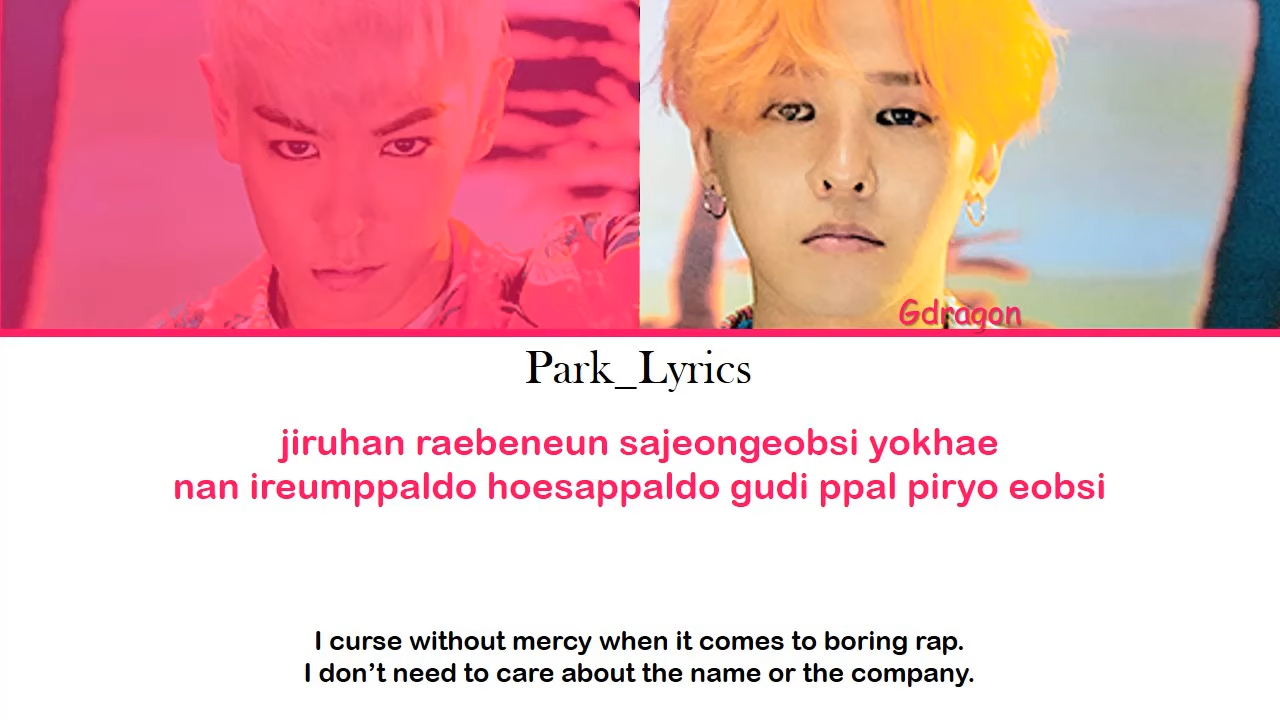 Gdragon
Park_Lyrics
jiruhan raebeneun sajeongeobsi yokhae
nan ireumppaldo hoesappaldo gudi ppal piryo eobsi
I curse without mercy when it comes to boring rap.
I don’t need to care about the name or the company.